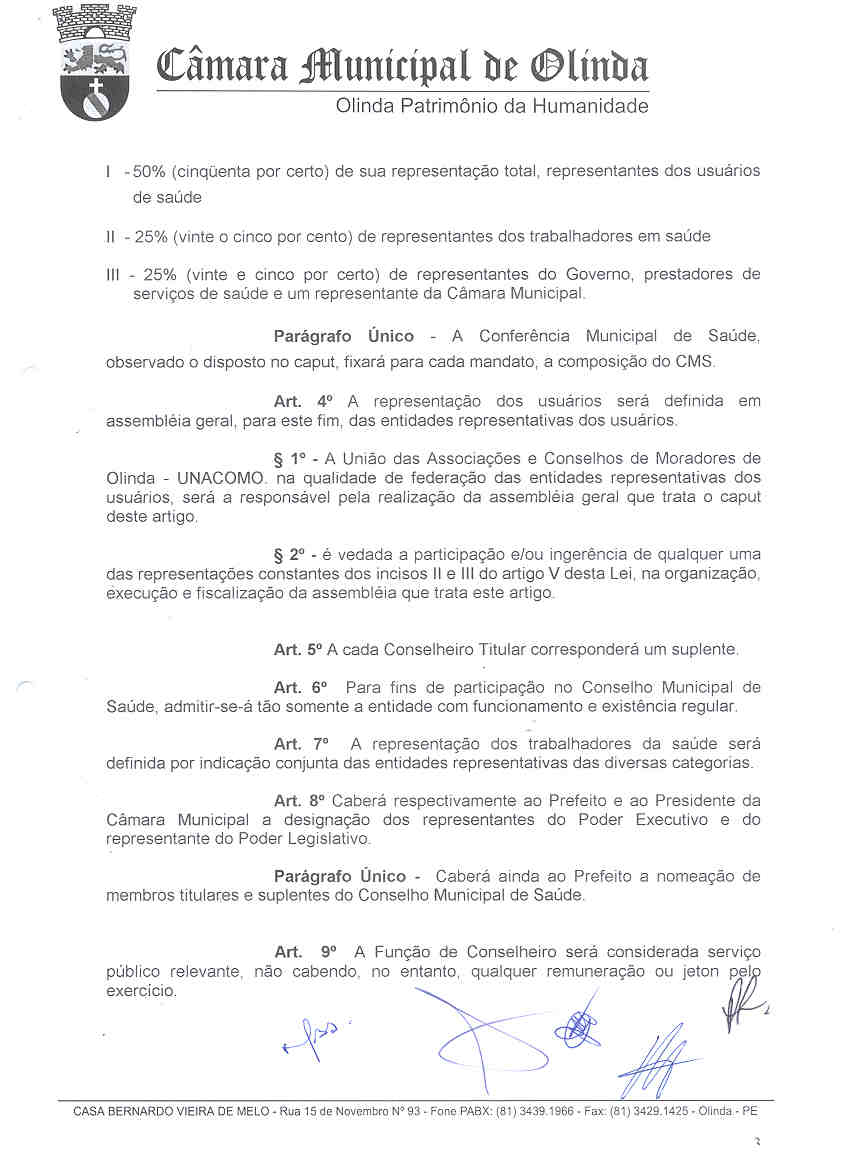 Câmara Municipal de Olinda
Olinda Patrimônio da Humanidade
I - 50% (cinqüenta por certo) de sua representação total, representantes dos usuários
de saúde
II - 25% (vinte o cinco por cento) de representantes dos trabalhadores em saúde
III - 25% (vinte e cinco por certo) de representantes do Governo, prestadores de
serviços de saúde e um representante da Câmara Municipal.
Parágrafo Único - A Conferência Municipal de Saúde,
observado o disposto no caput, fixará para cada mandato, a composição do CMS.
Art. 4º A representação dos usuários será definida em
assembléia geral, para este fim, das entidades representativas dos usuários.
§ 1º - A União das Associações e Conselhos de Moradores de
Olinda - UNACOMO. na qualidade de federação das entidades representativas dos
usuários, será a responsável pela realização da assembléia geral que trata o caput
deste artigo.
§ 2º - é vedada a participação e/ou ingerência de qualquer uma
das representações constantes dos incisos II e III do artigo V desta Lei, na organização,
execução e fiscalização da assembléia que trata este artigo.
Art. 5º A cada Conselheiro Titular corresponderá um suplente.
Art. 6º Para fins de participação no Conselho Municipal de
Saúde, admitir-se-á tão somente a entidade com funcionamento e existência regular.
Art. 7º A representação dos trabalhadores da saúde será
definida por indicação conjunta das entidades representativas das diversas categorias.
Art. 8º Caberá respectivamente ao Prefeito e ao Presidente da
Câmara Municipal a designação dos representantes do Poder Executivo e do
representante do Poder Legislativo.
Parágrafo Único - Caberá ainda ao Prefeito a nomeação de
membros titulares e suplentes do Conselho Municipal de Saúde.
Art. 9º A Função de Conselheiro será considerada serviço
público relevante, não cabendo, no entanto, qualquer remuneração ou jeton pelo
exercício.
CASA BERNARDO VIEIRA DE MELO - Rua 15 de Novembro Nº 93 - Fone PABX: (81) 3439.1966 - Fax: (81) 3429.1425 - Olinda - PE
3